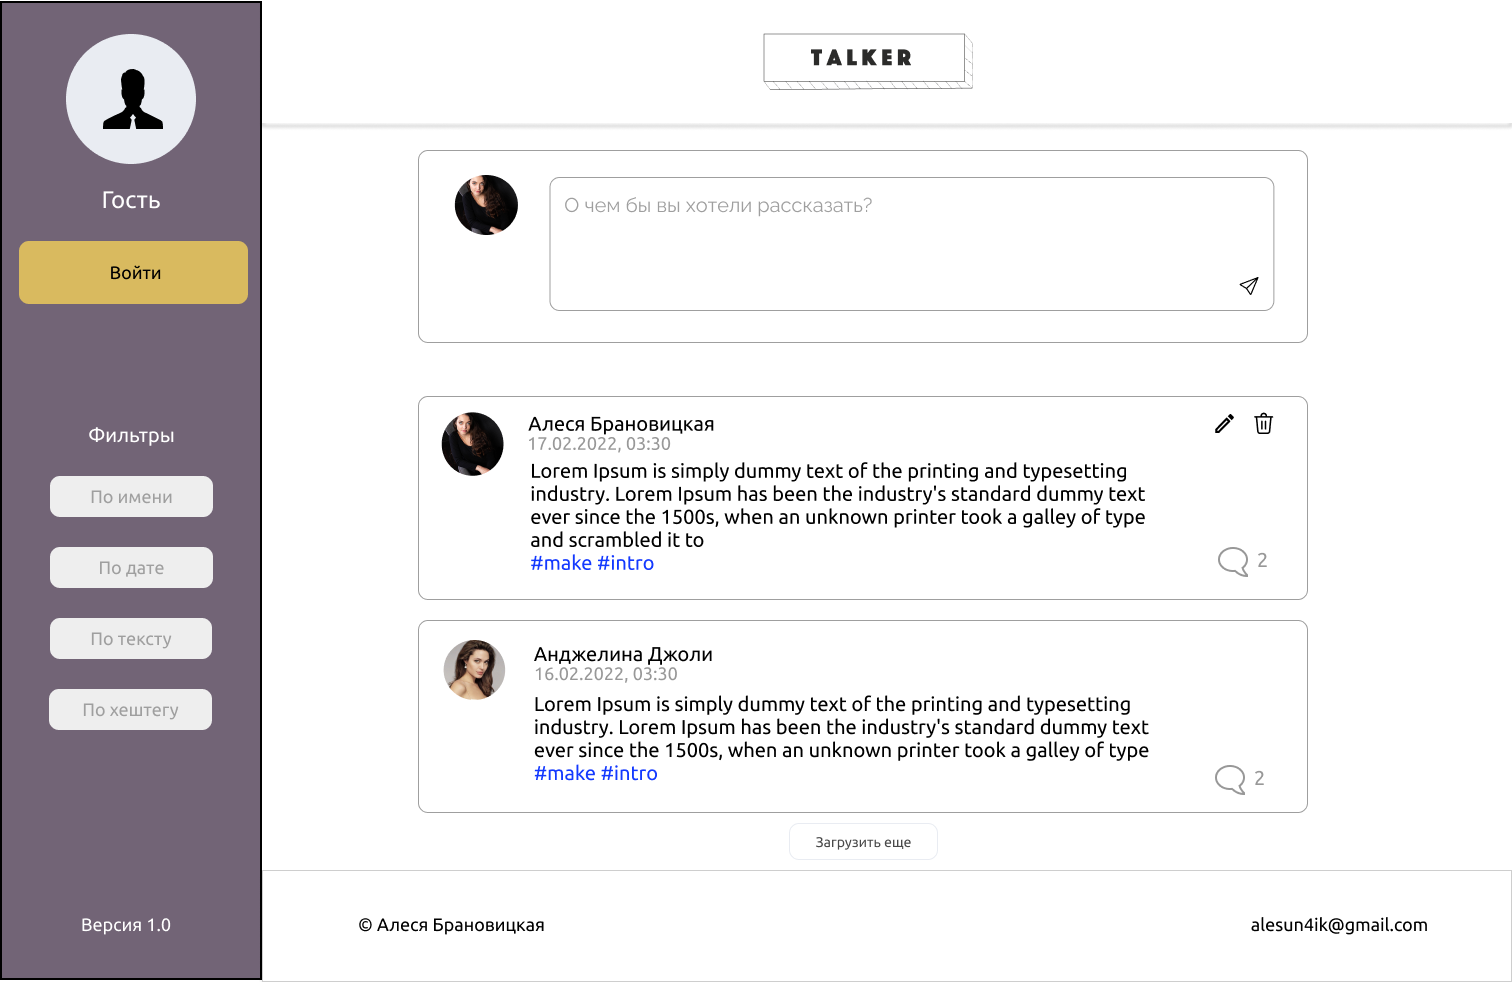 Гость
Войти
Фильтры
По имени
По дате
По тексту
По хештегу
Версия 1.0
TALKER
О чем бы вы хотели рассказать?
Алеся Брановицкая
17.02.2022, 03:30
Lorem Ipsum is simply dummy text of the printing and typesetting
industry. Lorem Ipsum has been the industry's standard dummy text
ever since the 1500s, when an unknown printer took a galley of type
and scrambled it to
#make #intro
2
Анджелина Джоли
16.02.2022, 03:30
Lorem Ipsum is simply dummy text of the printing and typesetting
industry. Lorem Ipsum has been the industry's standard dummy text
ever since the 1500s, when an unknown printer took a galley of type
#make #intro
2
Загрузить еще
© Алеся Брановицкая
alesun4ik@gmail.com